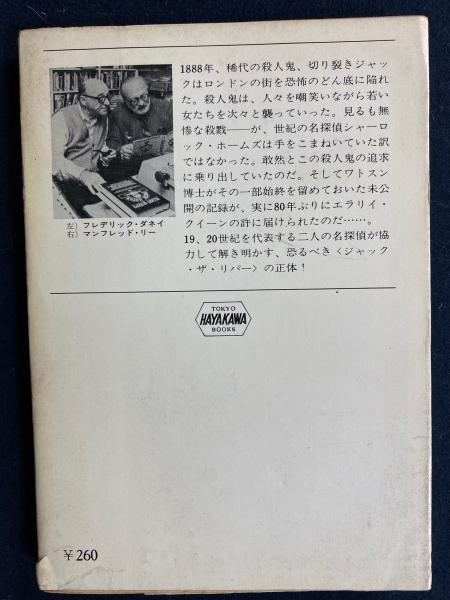 1888年、稀代の殺人鬼、切り裂きジャッ
クはロンドンの街を恐怖のどん底に陥れ
た。殺人鬼は、人々を嘲笑いながら若い
女たちを次々と襲っていった。見るも無
惨な殺戮――が、世紀の名探偵シャーロ
ック・ホームズは手をこまねいていた訳
ではなかった。敢然とこの殺人鬼の追求
に乗り出していたのだ。そしてワトスン
博士がその一部始終を留めておいた未公
開の記録が、実に80年ぶりにエラリイ・
クイーンの許に届けられたのだ……。
19、20世紀を代表する二人の名探偵が協
力して解き明かす、恐るべき〈ジャック
・ザ・リパー〉の正体！
左）フレデリック・ダネイ
右）マンフレッド・リー
TOKYO
HAYAKAWA
BOOKS
￥260